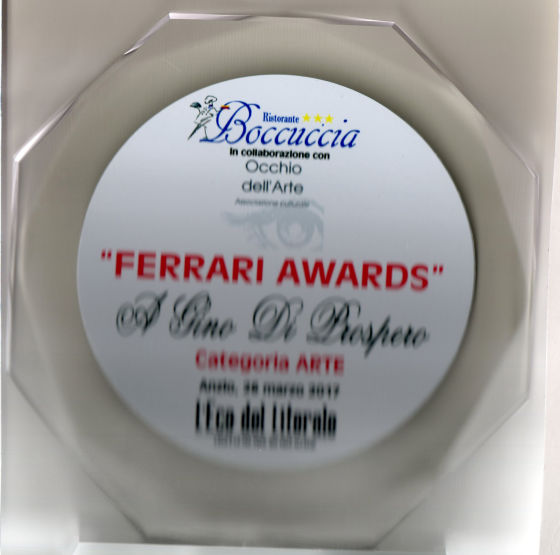 Ristorante
Boccuccia
In collaborazione con
Occhio
dell'Arte
Associazione culturale
"FERRARI AWARDS"
A Gino Di Prospero
Categoria ARTE
Anzio, 28 marzo 2017
l'Eco del Litorale